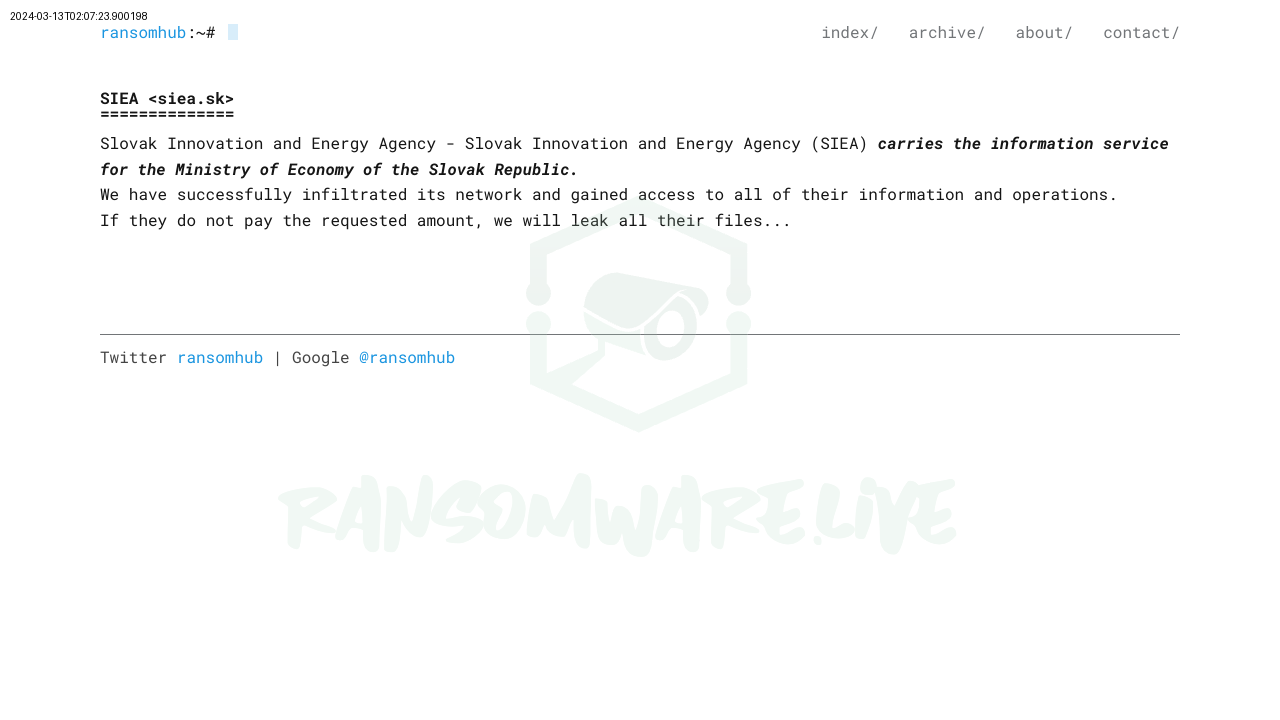 2024-03-13T02:07:23.900198
ransomhub:~# index/ archive/ about/ contact/
SIEA <siea.sk>
==============
Slovak Innovation and Energy Agency - Slovak Innovation and Energy Agency (SIEA) carries the information service
for the Ministry of Economy of the Slovak Republic.
We have successfully infiltrated its network and gained access to all of their information and operations.
If they do not pay the requested amount, we will leak all their files...
Twitter ransomhub | Google @ransomhub
RANSOMWARE.LIVE